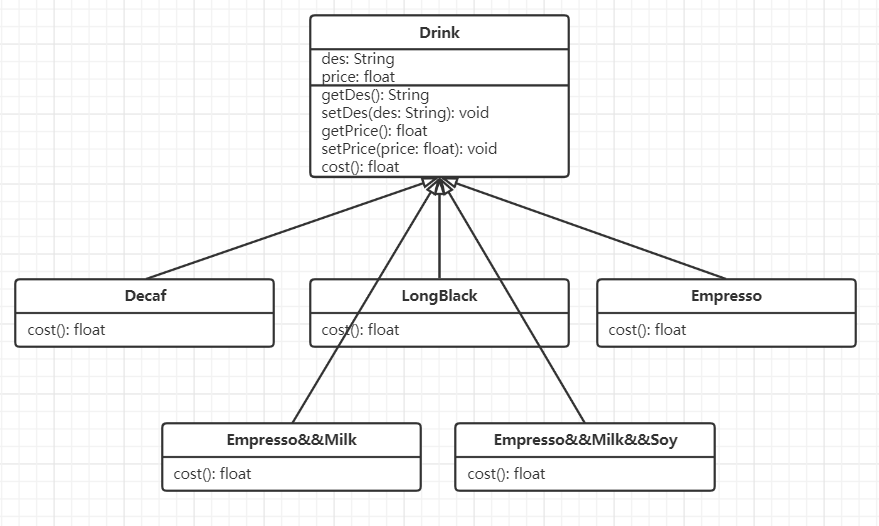 Drink
des: String
price: float
getDes(): String
setDes(des: String): void
getPrice(): float
setPrice(price: float): void
cost(): float
Decaf
cost(): float
LongBlack
cost(): float
Empresso
cost(): float
Empresso&&Milk
cost(): float
Empresso&&Milk&&Soy
cost(): float